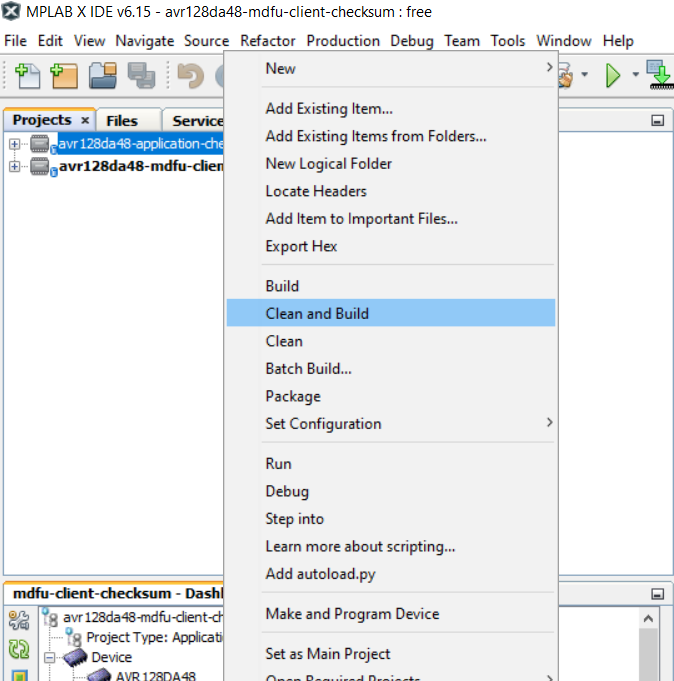 MPLAB X IDE v6.15 - avr128da48-mdfu-client-checksum : free
File Edit View Navigate Source Refactor Production Debug Team Tools Window Help
Projects × Files Service
avr128da48-application-che
avr128da48-mdfu-clien
New
Add Existing Item...
Add Existing Items from Folders...
New Logical Folder
Locate Headers
Add Item to Important Files...
Export Hex
Build
Clean and Build
Clean
Batch Build...
Package
Set Configuration
Run
Debug
Step into
Learn more about scripting...
Add autoload.py
Make and Program Device
Set as Main Project
Open Required Projects
mdfu-client-checksum - Dash
avr128da48-mdfu-client-ch
Project Type: Applicati
Device
AVR128DA48